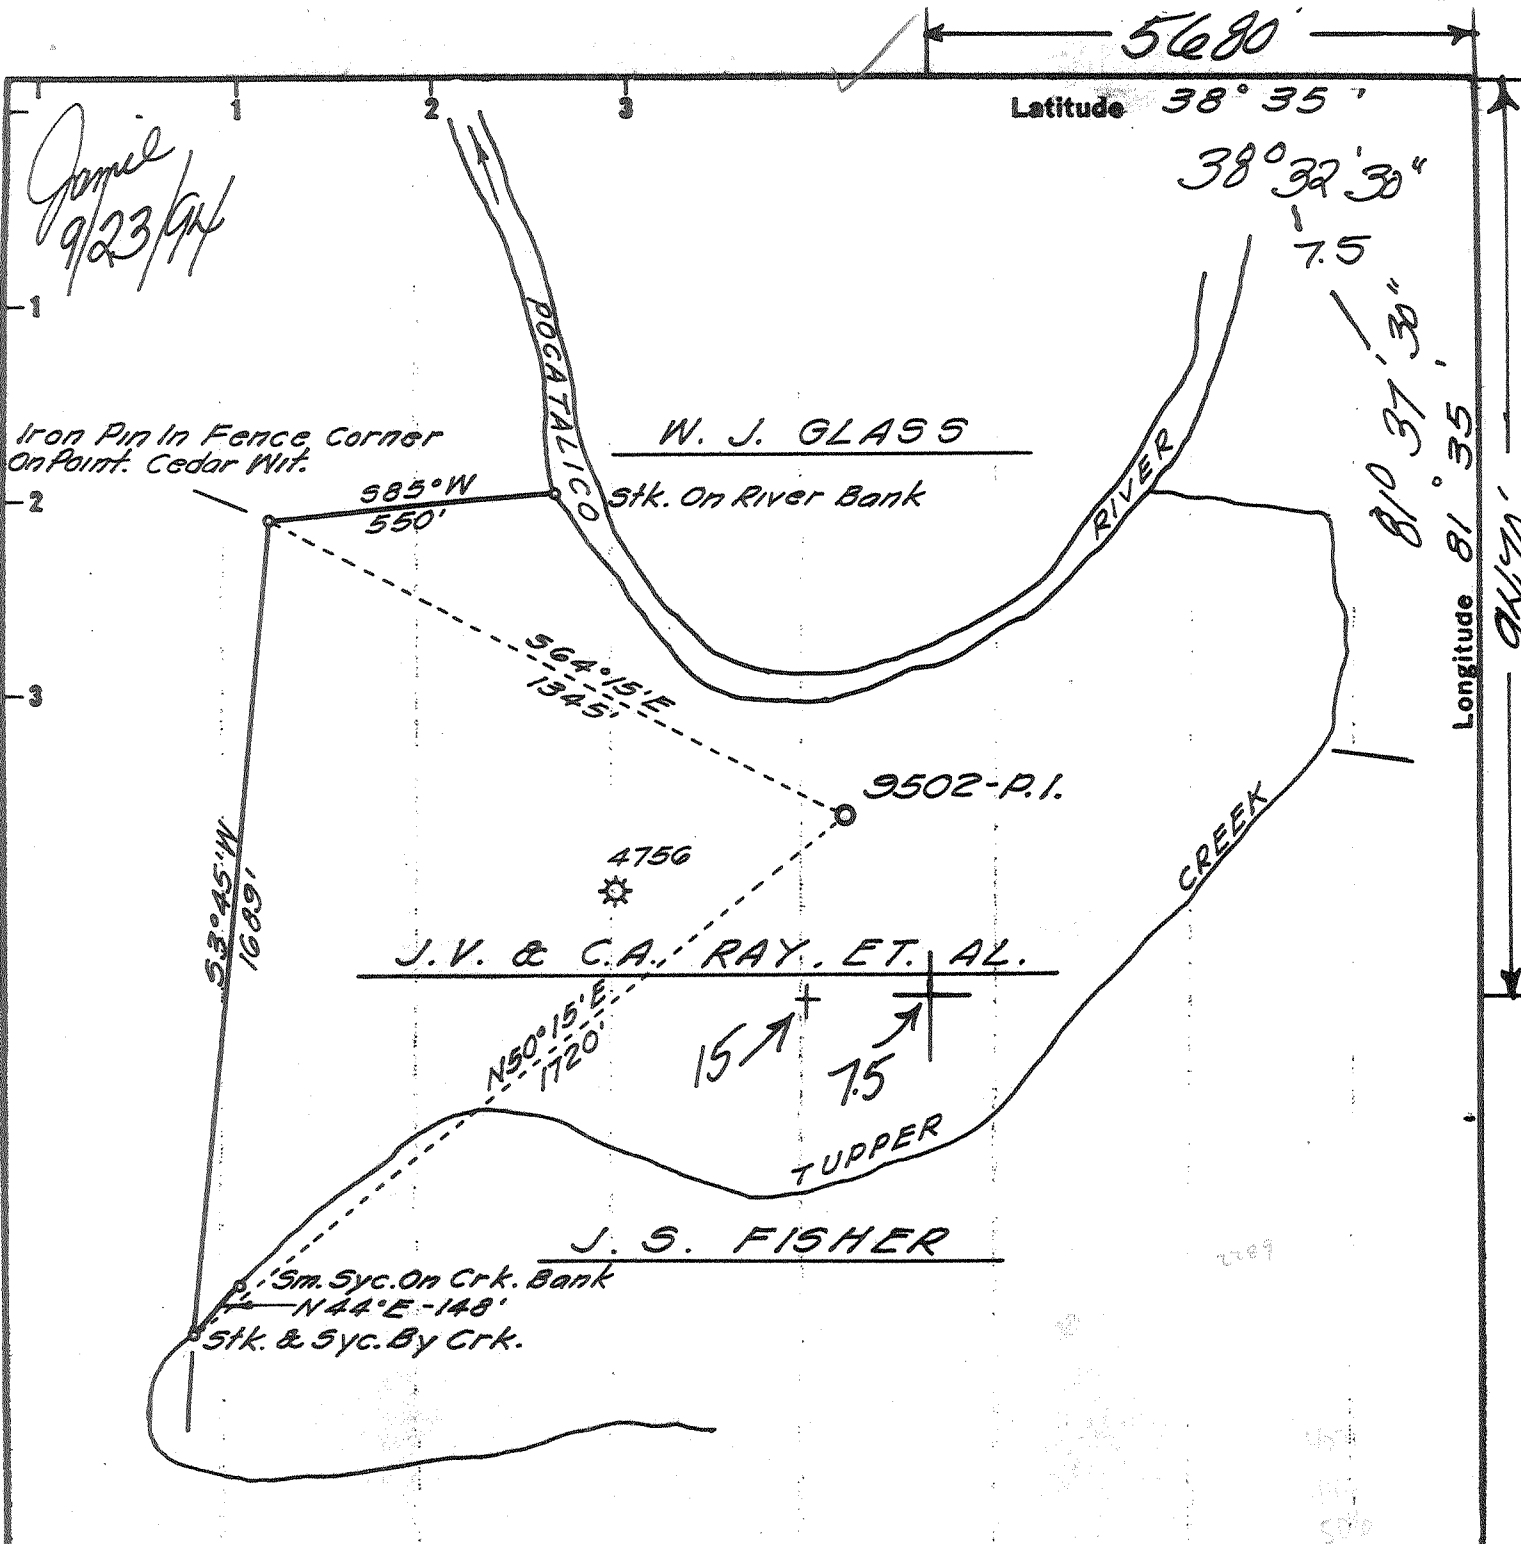 5680'
1
2
3
Latitude 38° 35 '
38° 32' 30"
7.5
Jamie
9/23/94
1
2
3
81° 37' 30"
Longitude 81° 35 '
POCATALICO
RIVER
W. J. GLASS
Iron Pin In Fence Corner
On Point. Cedar Wit.
S85°W
550'
Stk. On River Bank
S64°15'E
1345'
9502-P.I.
4756
CREEK
S3°45'W
1689'
J.V. & C.A. RAY. ET. AL.
N50°15'E
1720'
15
7.5
TUPPER
J. S. FISHER
Sm. Syc. On Crk. Bank
N44°E-148'
Stk. & Syc. By Crk.